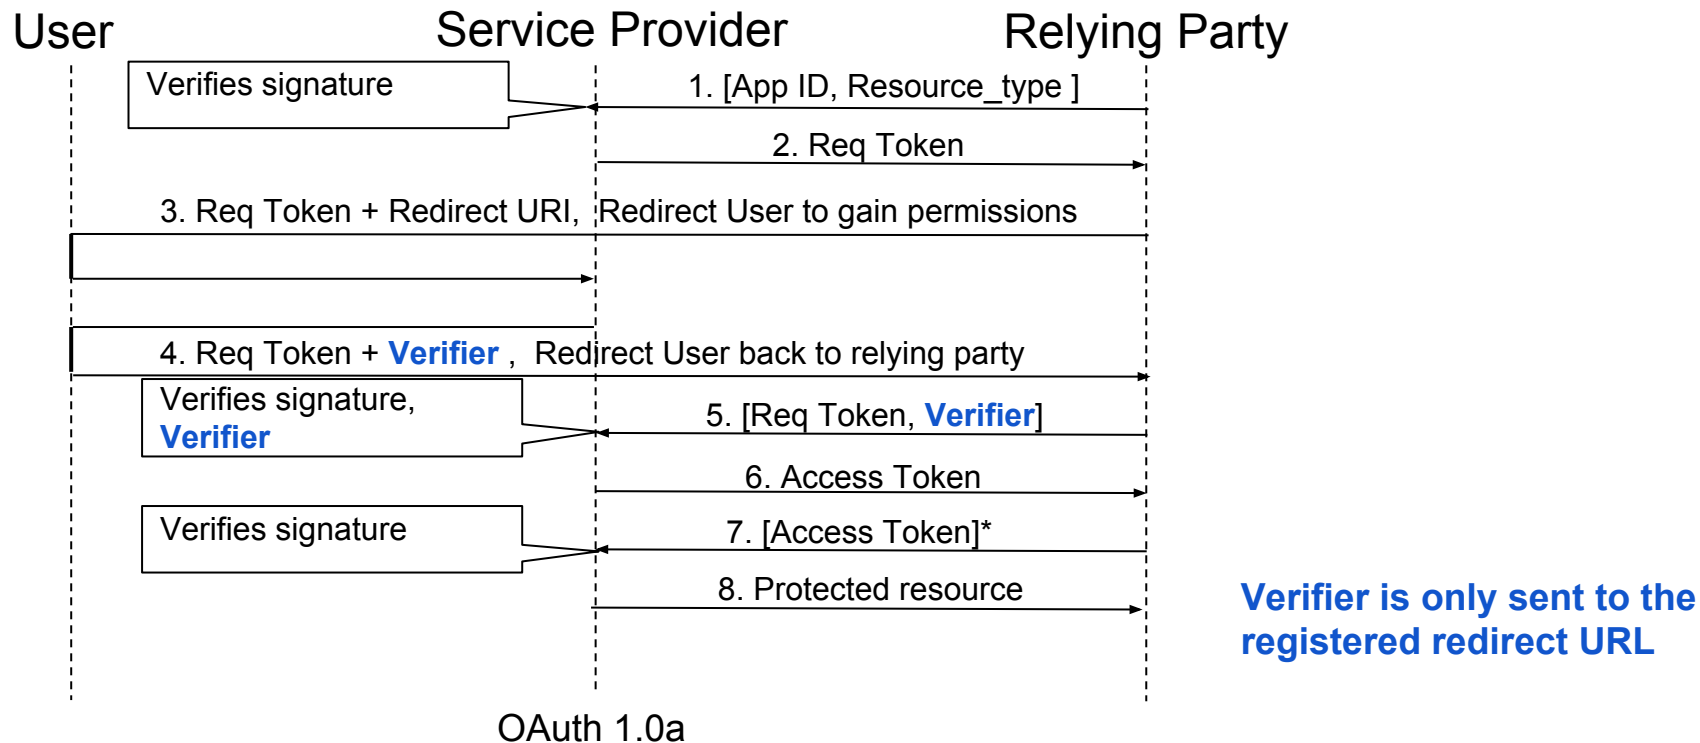 User
Service Provider
Relying Party
Verifies signature
1. [App ID, Resource_type ]
2. Req Token
3. Req Token + Redirect URI, Redirect User to gain permissions
4. Req Token + Verifier , Redirect User back to relying party
Verifies signature,
Verifier
5. [Req Token, Verifier]
6. Access Token
Verifies signature
7. [Access Token]*
8. Protected resource
Verifier is only sent to the
registered redirect URL
OAuth 1.0a